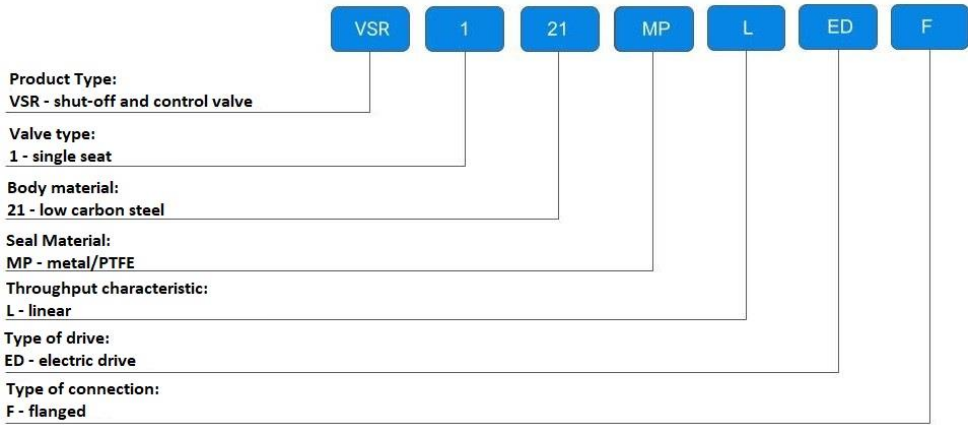 VSR 1 21 MP L ED F
Product Type:
VSR - shut-off and control valve
Valve type:
1 - single seat
Body material:
21 - low carbon steel
Seal Material:
MP - metal/PTFE
Throughput characteristic:
L - linear
Type of drive:
ED - electric drive
Type of connection:
F - flanged